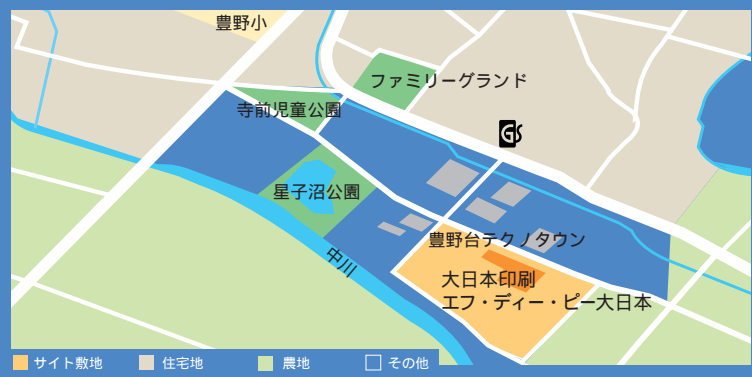 豊野小
ファミリーグランド
寺前児童公園
GS
星子沼公園
豊野台テクノタウン
中川
大日本印刷
エフ・ディー・ピー大日本
サイト敷地
住宅地
農地
その他